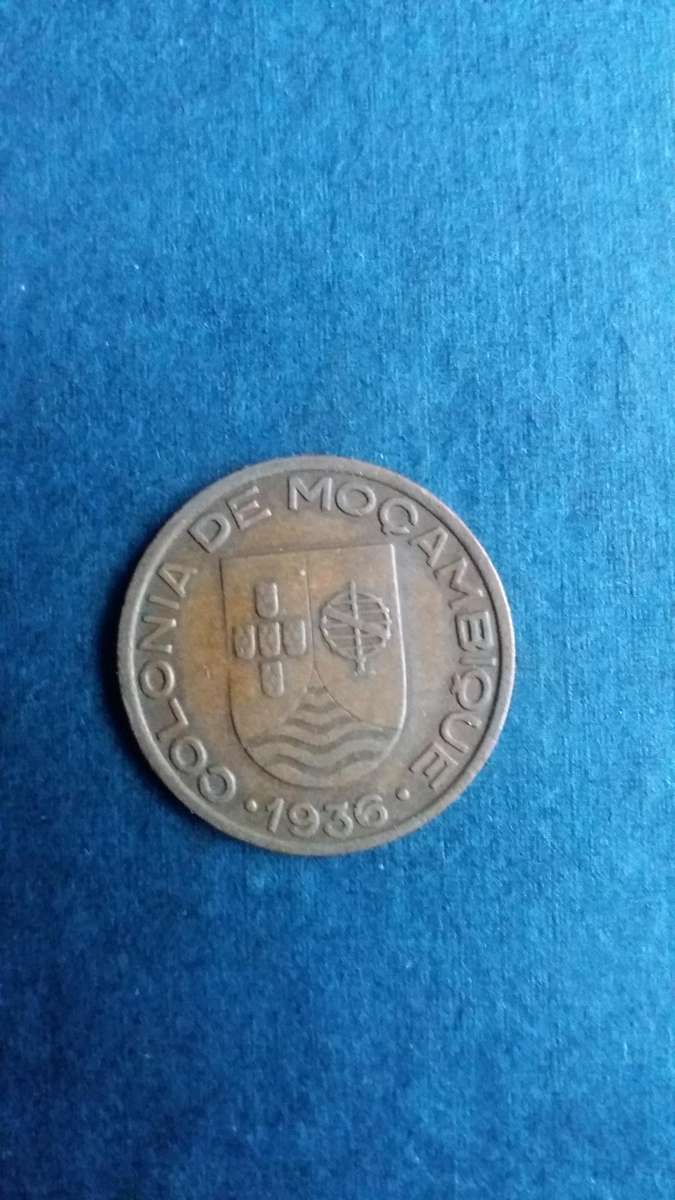 COLONIA DE MOÇAMBIQUE
·1936·